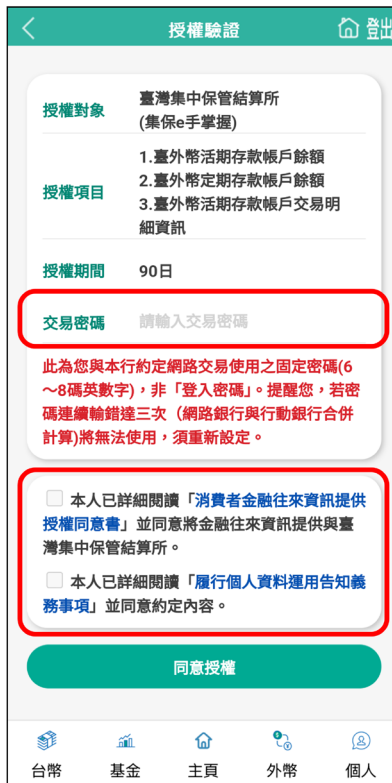 授權驗證
登出
授權對象
臺灣集中保管結算所
(集保e手掌握)
授權項目
1.臺外幣活期存款帳戶餘額
2.臺外幣定期存款帳戶餘額
3.臺外幣活期存款帳戶交易明
細資訊
授權期間
90日
交易密碼
請輸入交易密碼
此為您與本行約定網路交易使用之固定密碼(6
～8碼英數字)，非「登入密碼」。提醒您，若密
碼連續輸錯達三次（網路銀行與行動銀行合併
計算)將無法使用，須重新設定。
本人已詳細閱讀「消費者金融往來資訊提供
授權同意書」並同意將金融往來資訊提供與臺
灣集中保管結算所。
本人已詳細閱讀「履行個人資料運用告知義
務事項」並同意約定內容。
同意授權
台幣
基金
主頁
外幣
個人